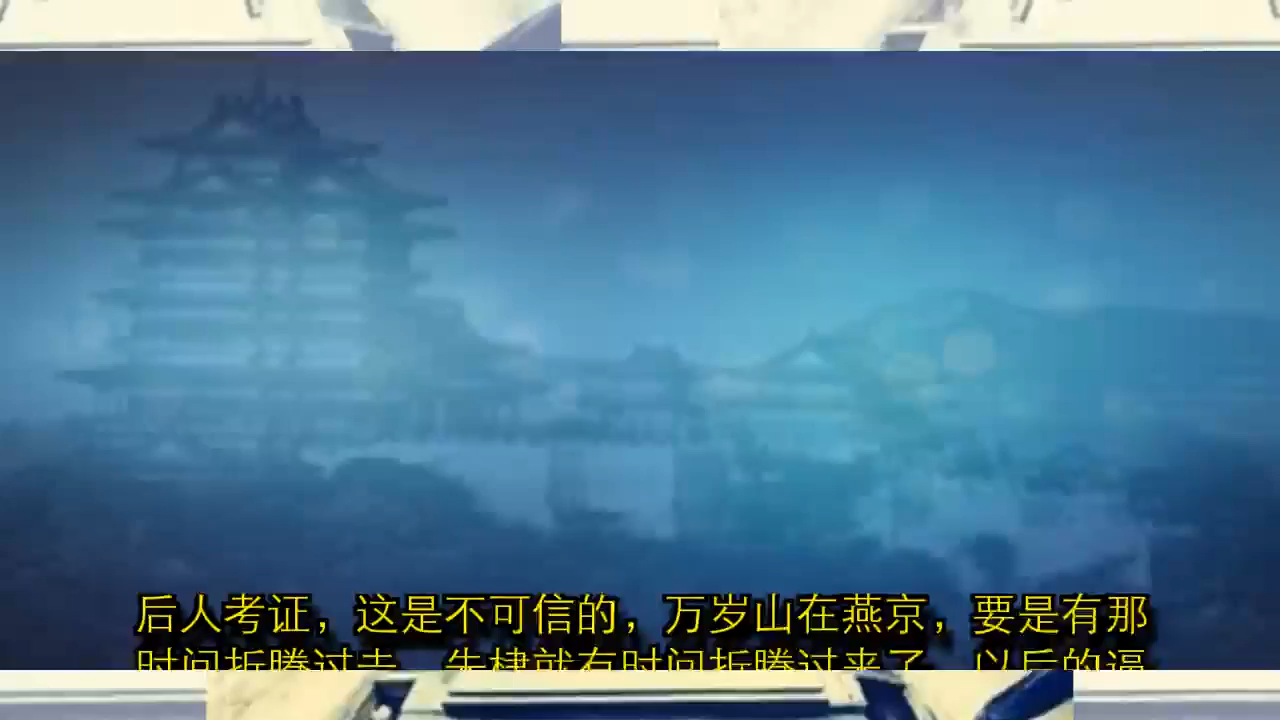 后人考证，这是不可信的，万岁山在燕京，要是有那
时间折腾过去，朱棣就有时间折腾过来了，以后的逼